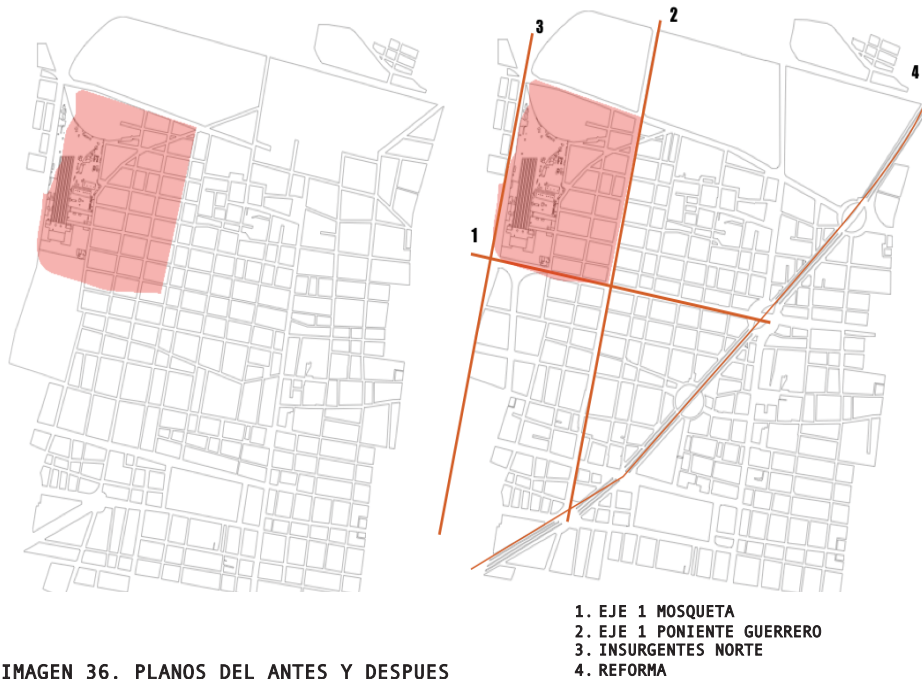 3
2
4
1
1. EJE 1 MOSQUETA
2. EJE 1 PONIENTE GUERRERO
3. INSURGENTES NORTE
4. REFORMA
IMAGEN 36. PLANOS DEL ANTES Y DESPUES